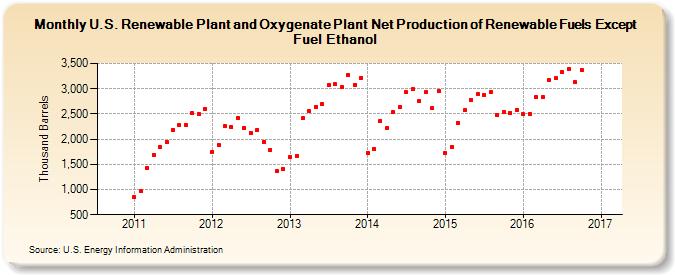 Monthly U.S. Renewable Plant and Oxygenate Plant Net Production of Renewable Fuels Except
Fuel Ethanol
Thousand Barrels
3,500
3,000
2,500
2,000
1,500
1,000
500
2011 2012 2013 2014 2015 2016 2017
Source: U.S. Energy Information Administration